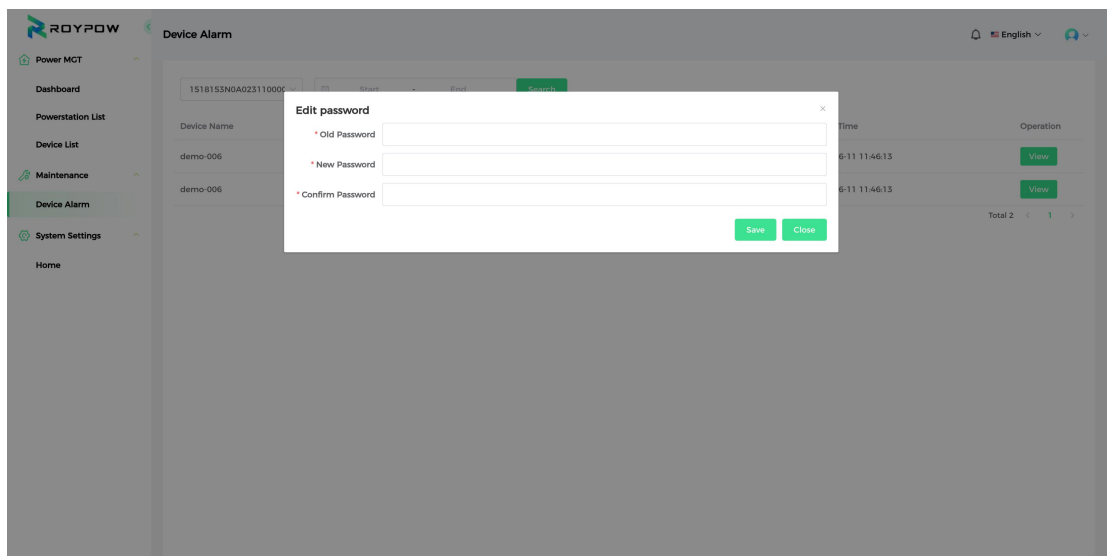 ROYPOW
Device Alarm
English
Power MGT
Dashboard
Powerstation List
Device List
Maintenance
Device Alarm
System Settings
Home
Start - End
Search
Device Name
Time
Operation
demo-006
6-11 11:46:13
View
demo-006
6-11 11:46:13
View
Total 2 < 1 >
Edit password
* Old Password
* New Password
* Confirm Password
Save
Close